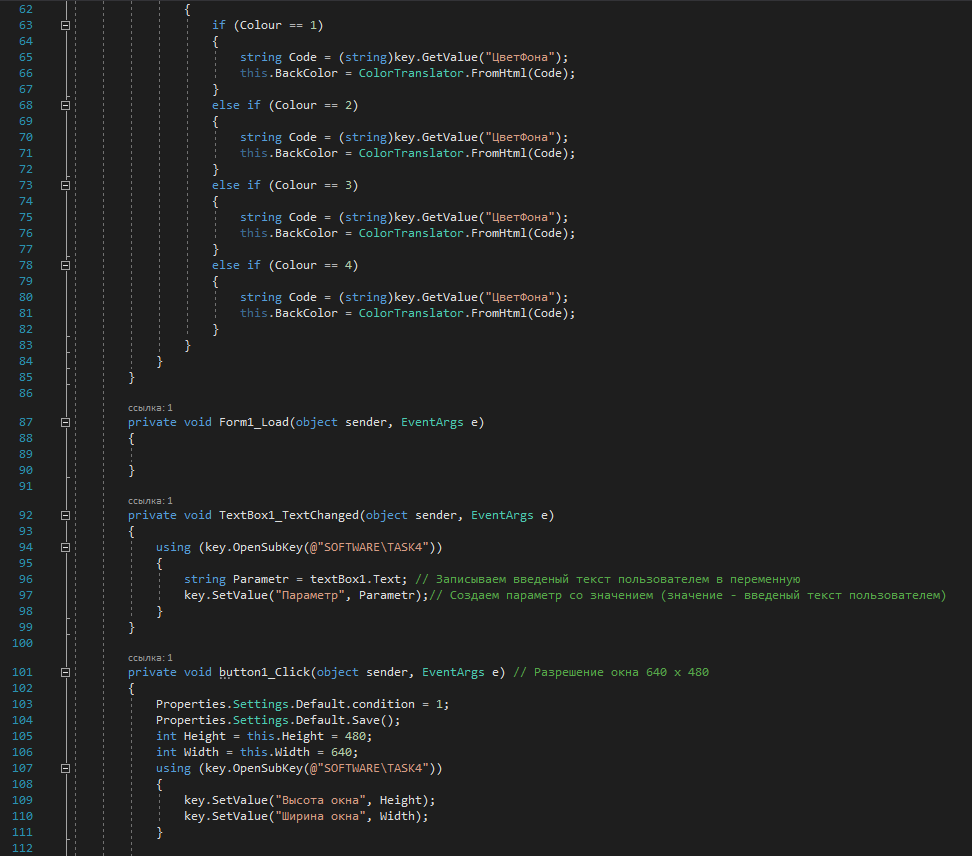 62 {
63 if (Colour == 1)
64 {
65 string Code = (string)key.GetValue("ЦветФона");
66 this.BackColor = ColorTranslator.FromHtml(Code);
67 }
68 else if (Colour == 2)
69 {
70 string Code = (string)key.GetValue("ЦветФона");
71 this.BackColor = ColorTranslator.FromHtml(Code);
72 }
73 else if (Colour == 3)
74 {
75 string Code = (string)key.GetValue("ЦветФона");
76 this.BackColor = ColorTranslator.FromHtml(Code);
77 }
78 else if (Colour == 4)
79 {
80 string Code = (string)key.GetValue("ЦветФона");
81 this.BackColor = ColorTranslator.FromHtml(Code);
82 }
83 }
84 }
85 }
86
ссылка: 1
87 private void Form1_Load(object sender, EventArgs e)
88 {
89
90 }
91
ссылка: 1
92 private void TextBox1_TextChanged(object sender, EventArgs e)
93 {
94 using (key.OpenSubKey(@"SOFTWARE\TASK4"))
95 {
96 string Parametr = textBox1.Text; // Записываем введеный текст пользователем в переменную
97 key.SetValue("Параметр", Parametr);// Создаем параметр со значением (значение - введеный текст пользователем)
98 }
99 }
100
ссылка: 1
101 private void button1_Click(object sender, EventArgs e) // Разрешение окна 640 x 480
102 {
103 Properties.Settings.Default.condition = 1;
104 Properties.Settings.Default.Save();
105 int Height = this.Height = 480;
106 int Width = this.Width = 640;
107 using (key.OpenSubKey(@"SOFTWARE\TASK4"))
108 {
109 key.SetValue("Высота окна", Height);
110 key.SetValue("Ширина окна", Width);
111 }
112